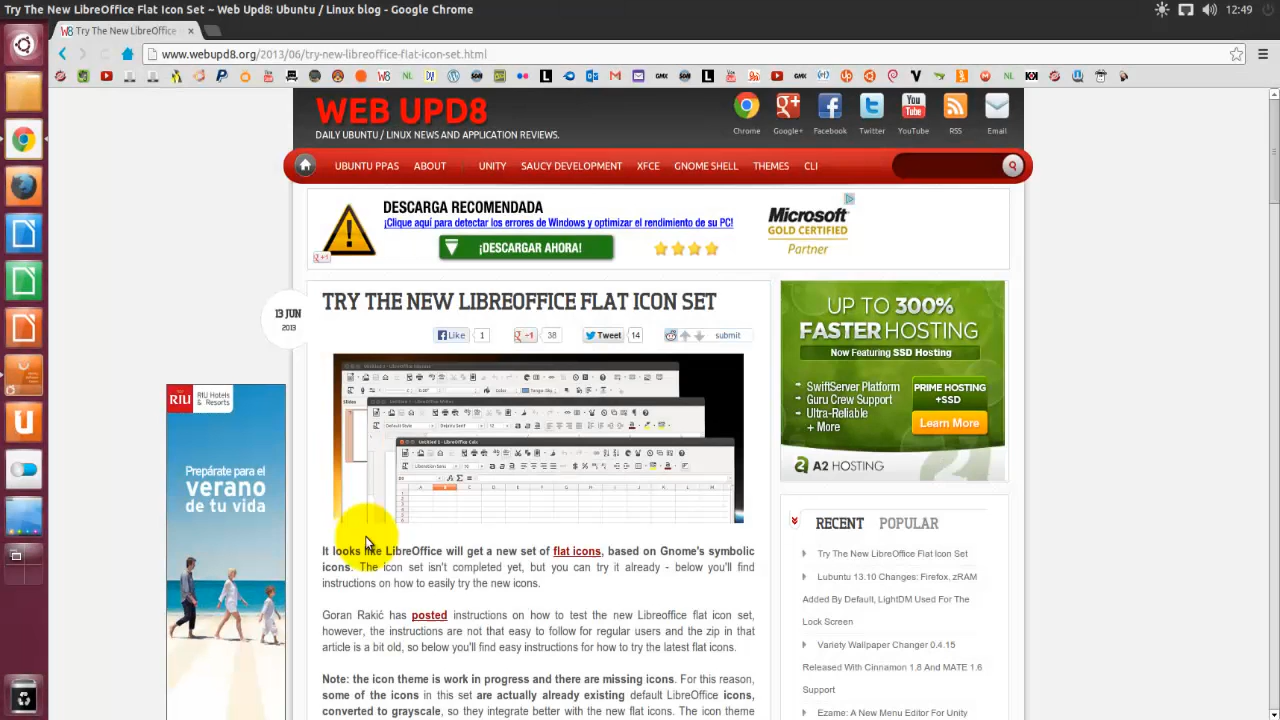 Try The New LibreOffice Flat Icon Set ~ Web Upd8: Ubuntu / Linux blog - Google Chrome
12:49
W8 Try The New LibreOffice
www.webupd8.org/2013/06/try-new-libreoffice-flat-icon-set.html
WEB UPD8
DAILY UBUNTU / LINUX NEWS AND APPLICATION REVIEWS.
Chrome Google+ Facebook Twitter YouTube RSS Email
UBUNTU PPAS ABOUT UNITY SAUCY DEVELOPMENT XFCE GNOME SHELL THEMES CLI
DESCARGA RECOMENDADA
¡Clique aquí para detectar los errores de Windows y optimizar el rendimiento de su PC!
¡DESCARGAR AHORA!
Microsoft
GOLD CERTIFIED
Partner
+1
13 JUN
2013
TRY THE NEW LIBREOFFICE FLAT ICON SET
Like 1 +1 38 Tweet 14 submit
It looks like LibreOffice will get a new set of flat icons, based on Gnome's symbolic
icons. The icon set isn't completed yet, but you can try it already - below you'll find
instructions on how to easily try the new icons.
Goran Rakić has posted instructions on how to test the new Libreoffice flat icon set,
however, the instructions are not that easy to follow for regular users and the zip in that
article is a bit old, so below you'll find easy instructions for how to try the latest flat icons.
Note: the icon theme is work in progress and there are missing icons. For this reason,
some of the icons in this set are actually already existing default LibreOffice icons,
converted to grayscale, so they integrate better with the new flat icons. The icon theme
RIU Hotels
& Resorts
Prepárate para el
verano
de tu vida
UP TO 300%
FASTER HOSTING
Now Featuring SSD Hosting
SwiftServer Platform
Guru Crew Support
Ultra-Reliable
+ More
PRIME HOSTING
+SSD
Learn More
A2 HOSTING
RECENT POPULAR
Try The New LibreOffice Flat Icon Set
Lubuntu 13.10 Changes: Firefox, zRAM
Added By Default, LightDM Used For The
Lock Screen
Variety Wallpaper Changer 0.4.15
Released With Cinnamon 1.8 And MATE 1.6
Support
Ezame: A New Menu Editor For Unity